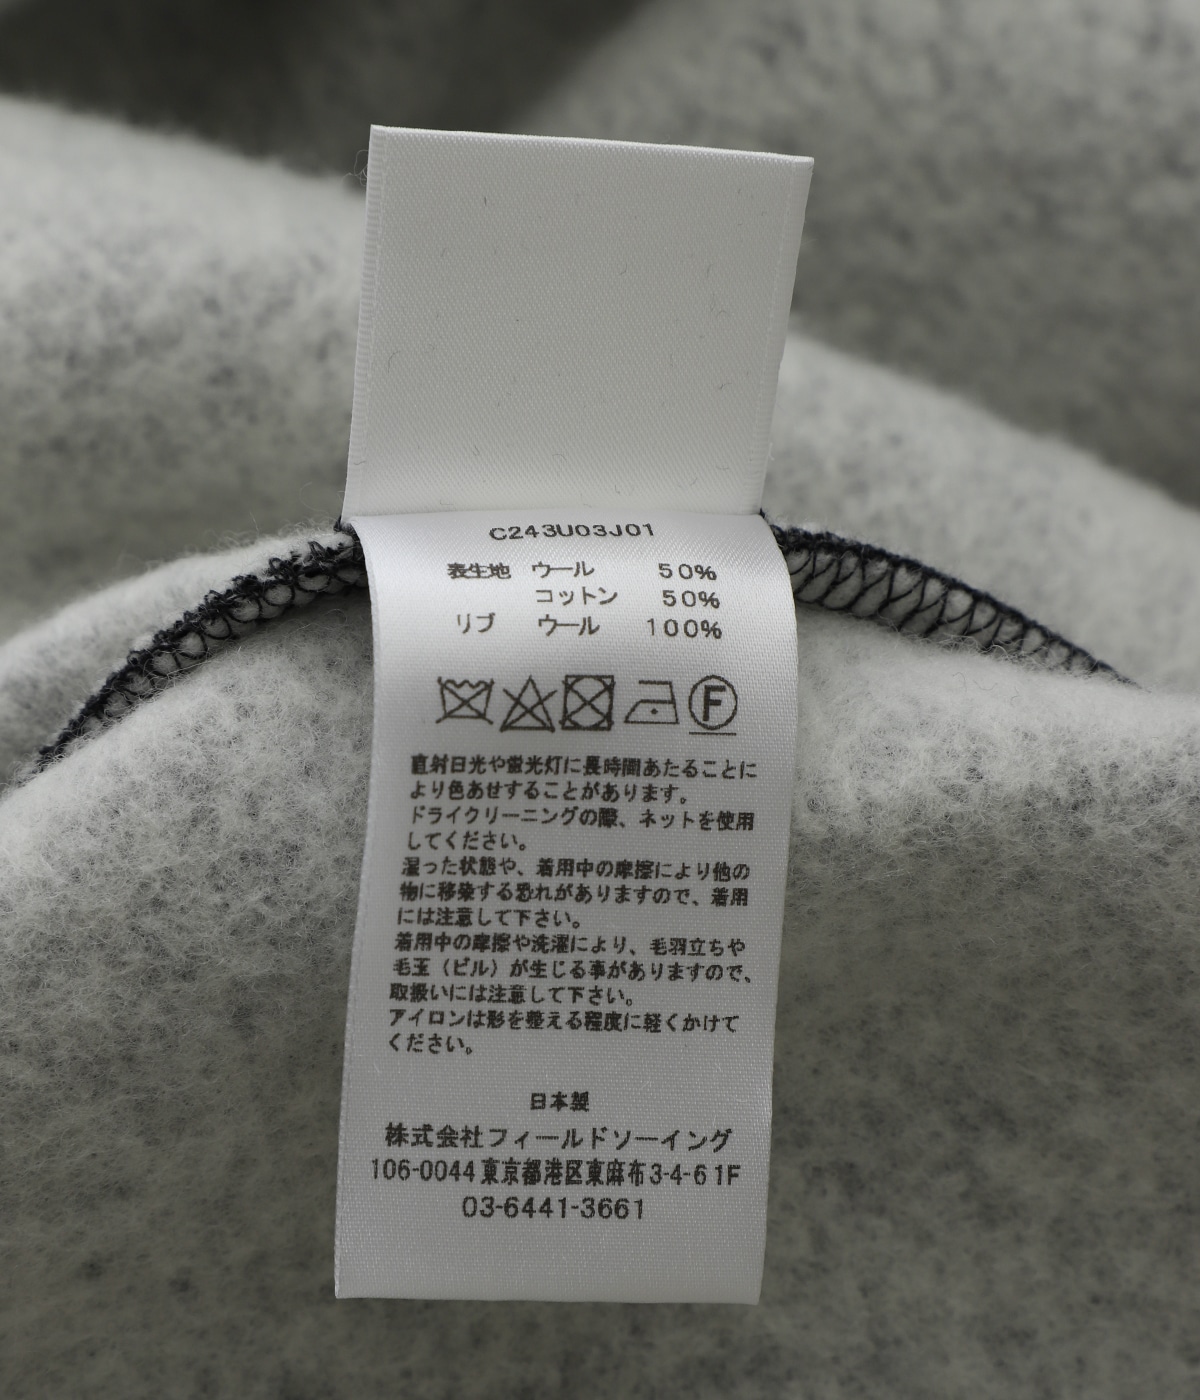 C243U03J01
表生地 ウール 50%
コットン 50%
リブ ウール 100%
F
直射日光や蛍光灯に長時間あたることに
より色あせすることがあります。
ドライクリーニングの際、ネットを使用
してください。
湿った状態や、着用中の摩擦により他の
物に移染する恐れがありますので、着用
には注意して下さい。
着用中の摩擦や洗濯により、毛羽立ちや
毛玉（ピル）が生じる事がありますので、
取扱いには注意して下さい。
アイロンは形を整える程度に軽くかけて
ください。
日本製
株式会社フィールドソーイング
106-0044 東京都港区東麻布3-4-6 1F
03-6441-3661